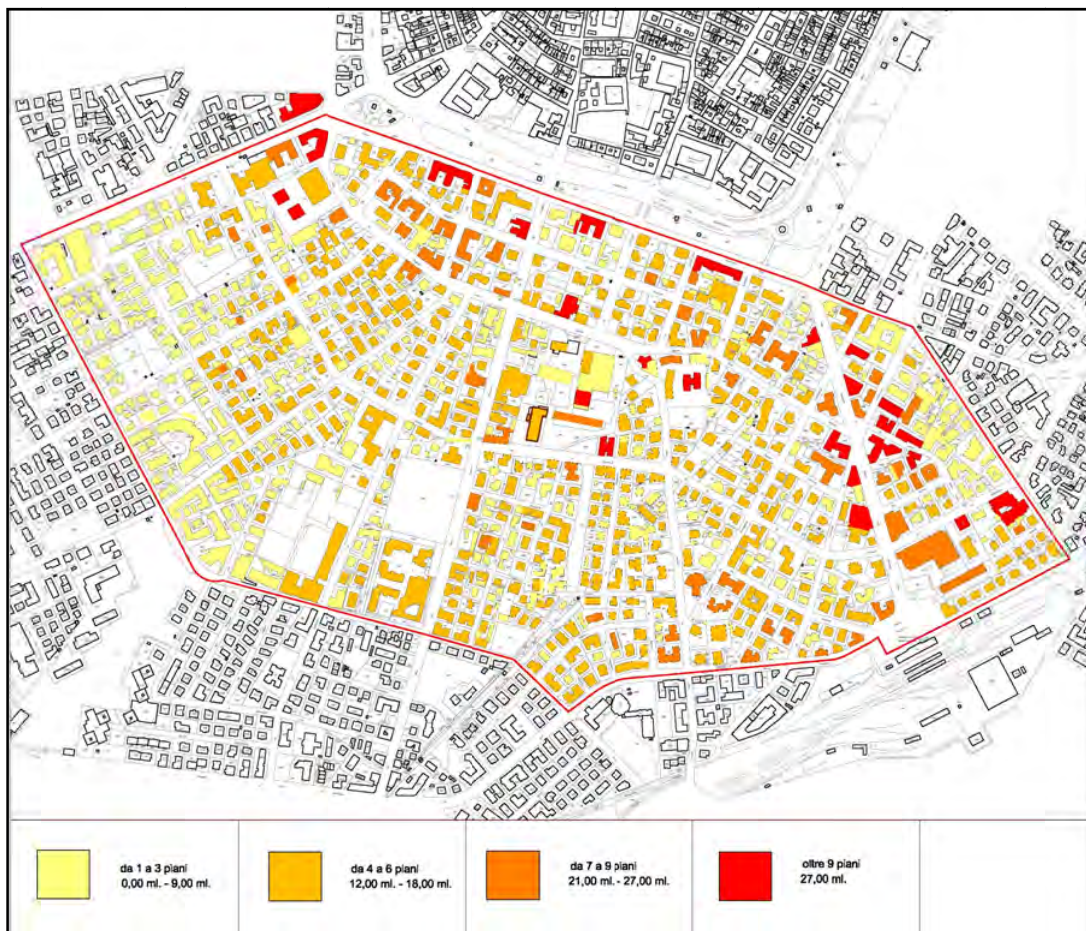 da 1 a 3 piani
0,00 ml. - 9,00 ml.
da 4 a 6 piani
12,00 ml. - 18,00 ml.
da 7 a 9 piani
21,00 ml. - 27,00 ml.
oltre 9 piani
27,00 ml.